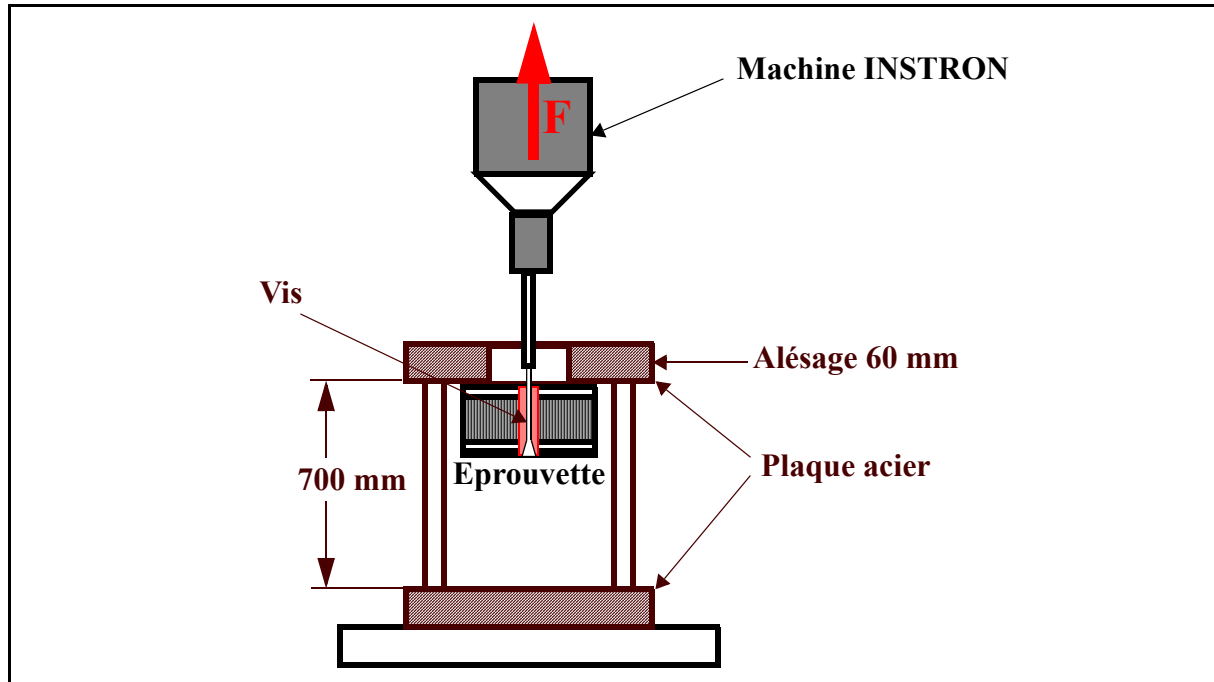 Machine INSTRON
F
Vis
Alésage 60 mm
Plaque acier
Eprouvette
700 mm